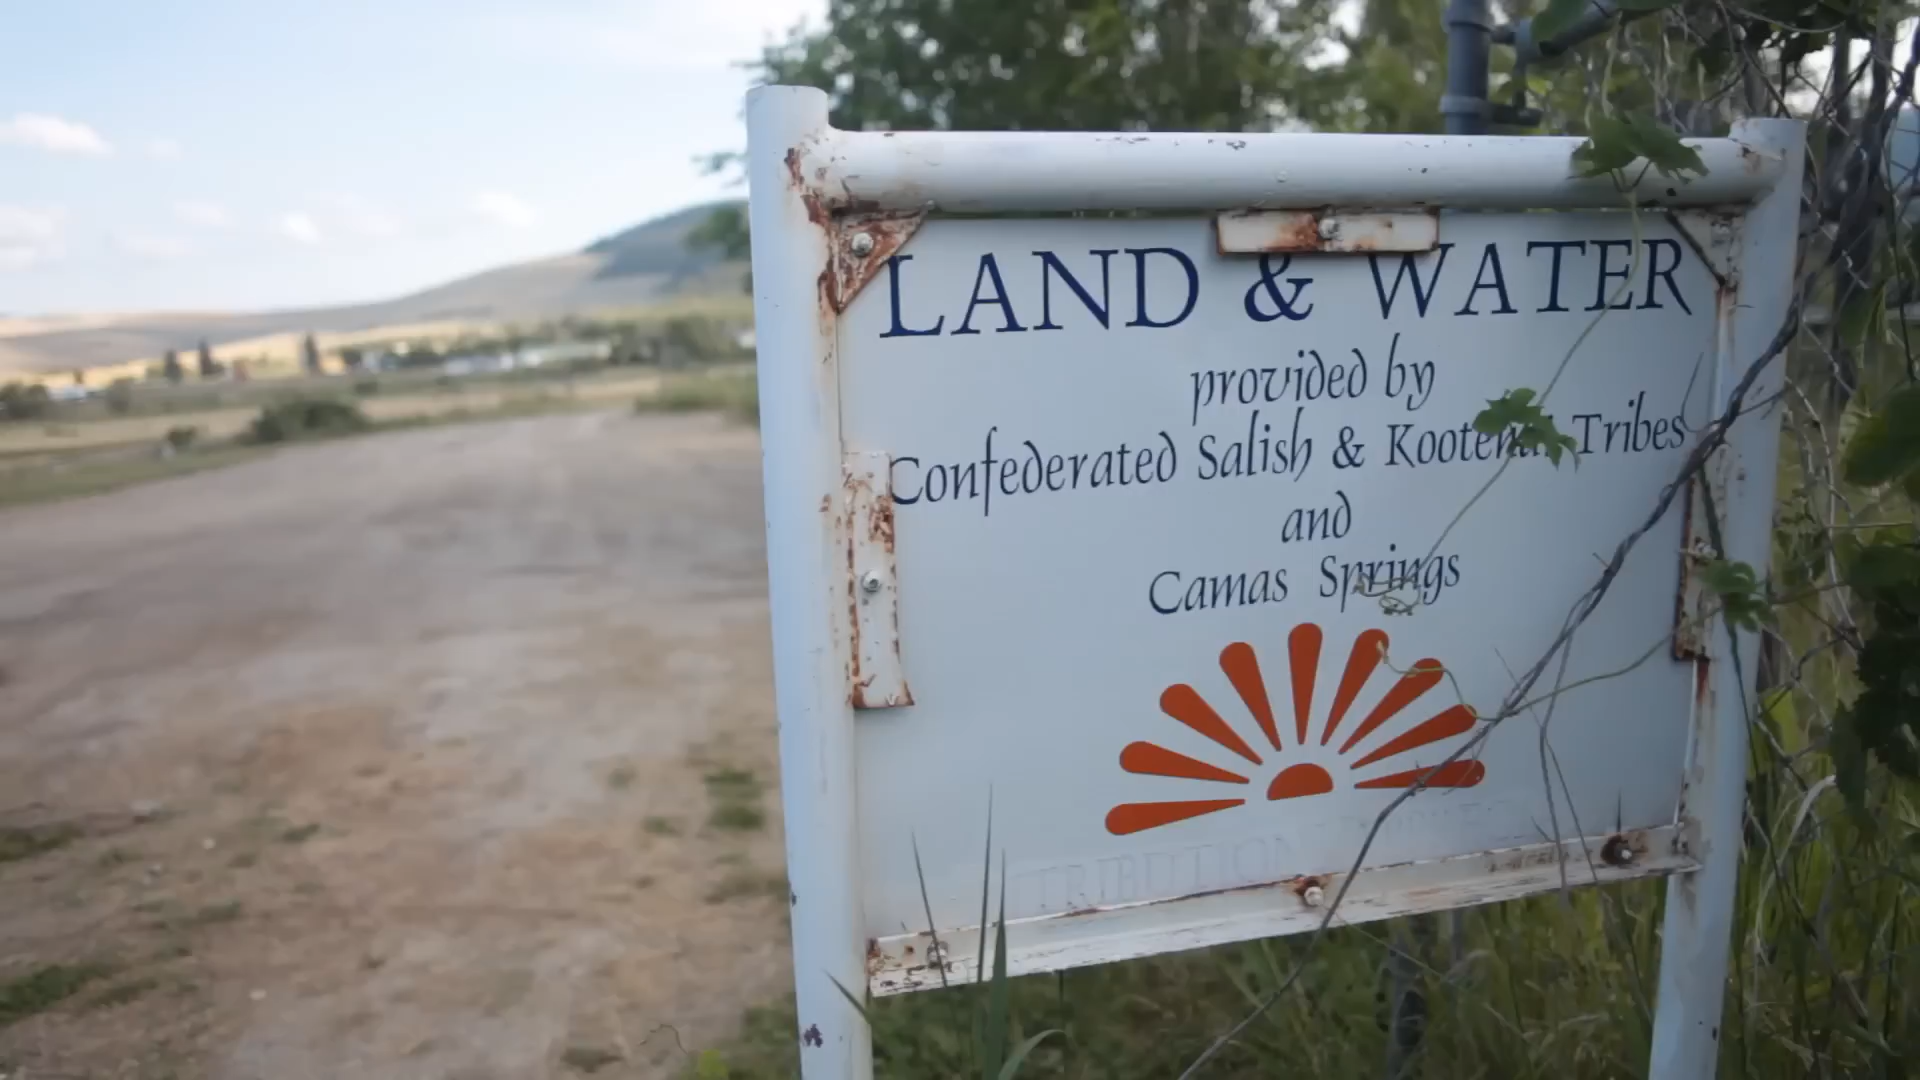 LAND & WATER
provided by
Confederated Salish & Kootenai Tribes
and
Camas Springs